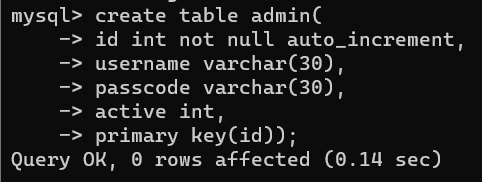 mysql> create table admin(
    -> id int not null auto_increment,
    -> username varchar(30),
    -> passcode varchar(30),
    -> active int,
    -> primary key(id));
Query OK, 0 rows affected (0.14 sec)